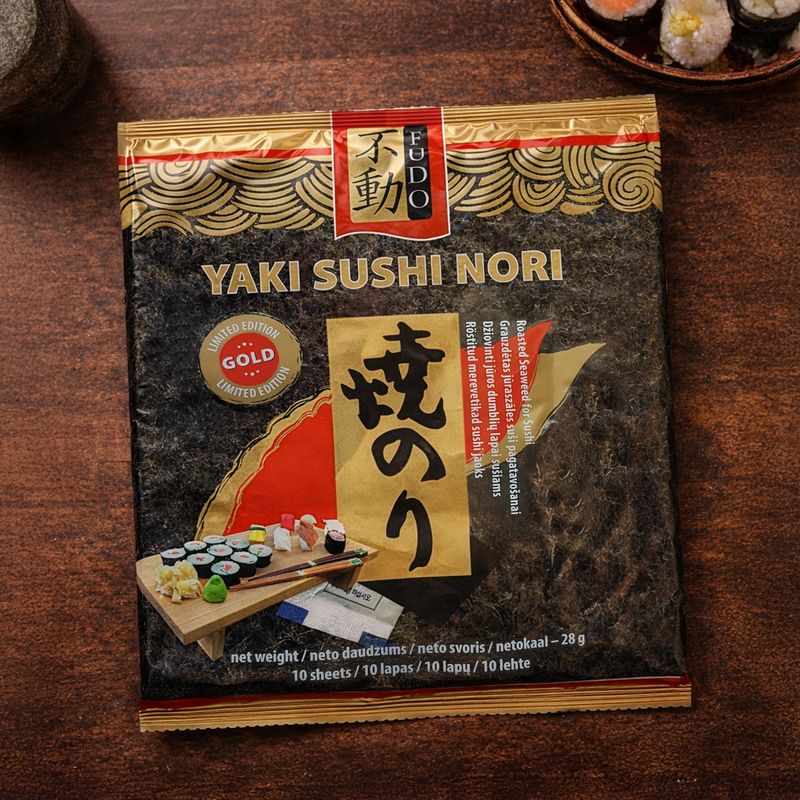 不動
FUDO
YAKI SUSHI NORI
LIMITED EDITION
GOLD
LIMITED EDITION
焼のり
Roasted Seaweed for Sushi
Grauzdētas jūraszāles suši pagatavošanai
Džiovinti jūros dumblių lapai sušiams
Röstitud merevetikad sushi jaoks
net weight / neto daudzums / neto svoris / netokaal – 28 g
10 sheets / 10 lapas / 10 lapų / 10 lehte